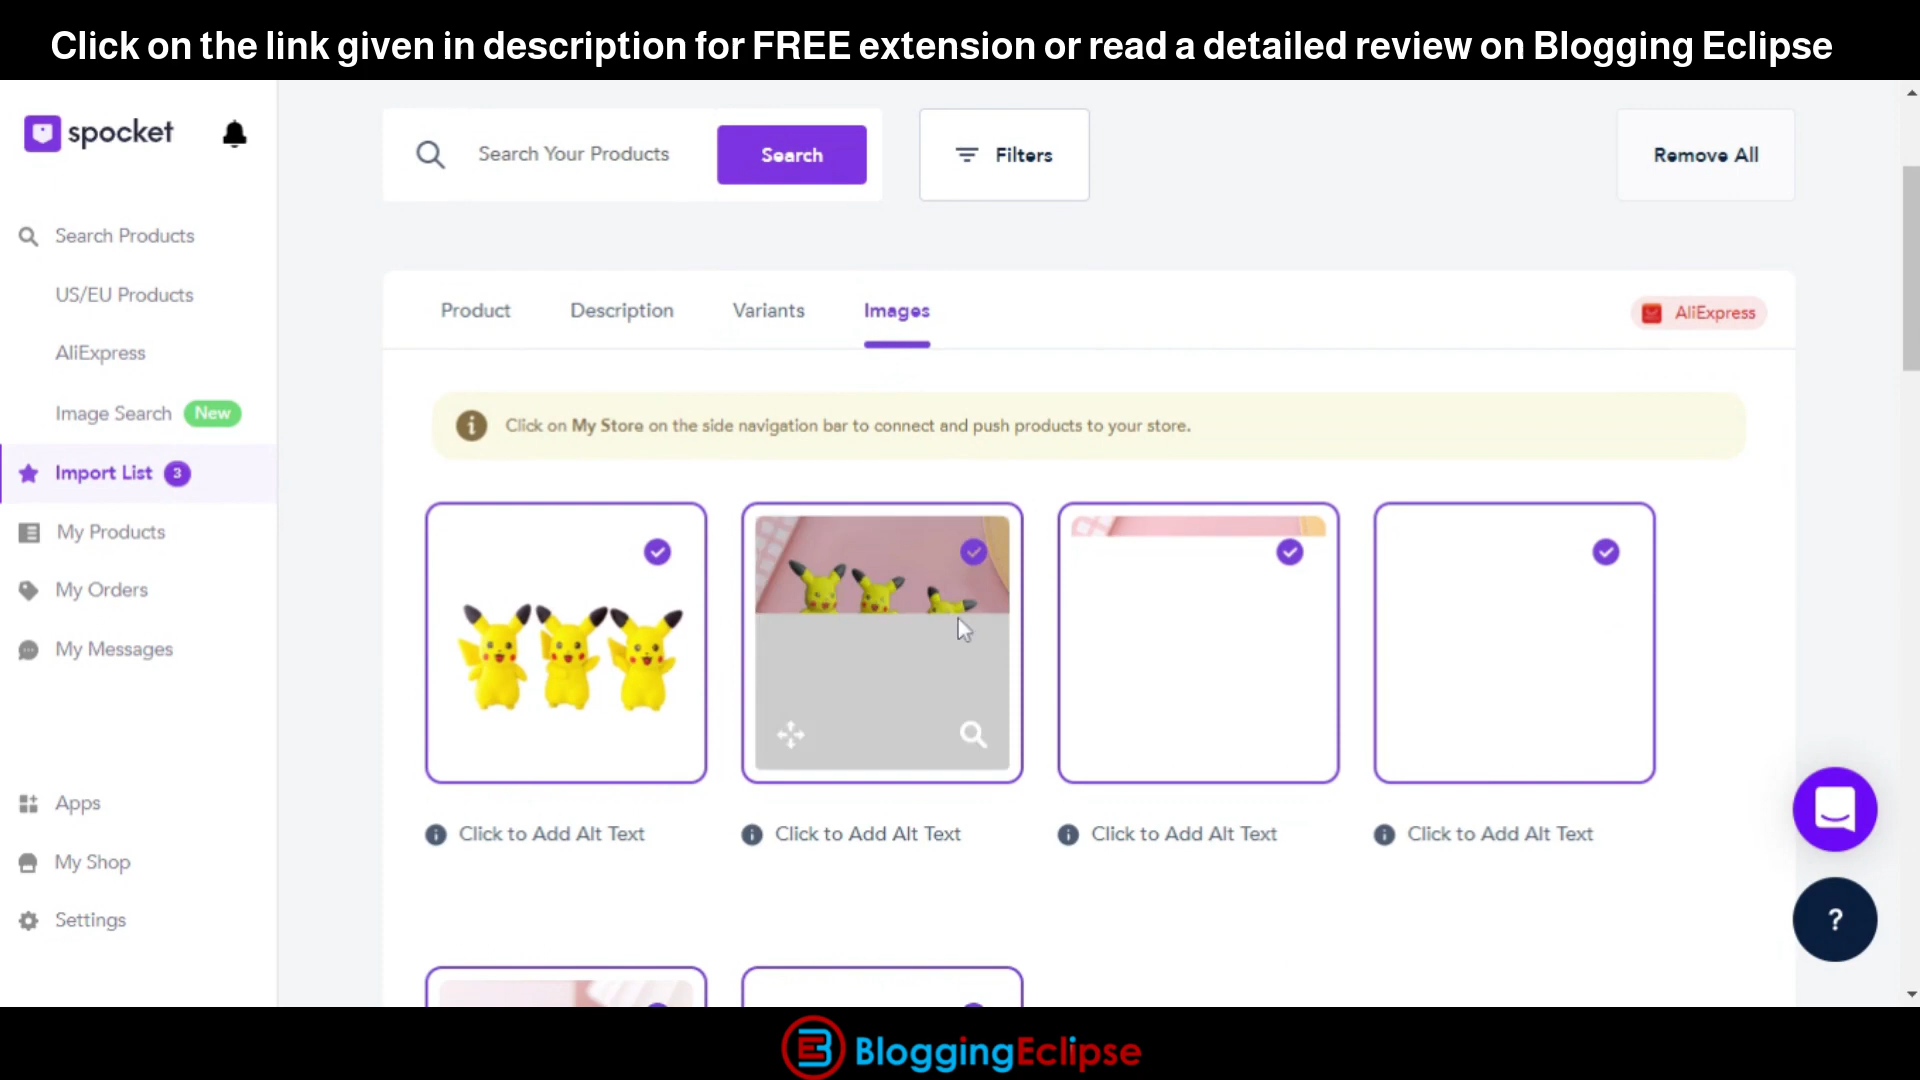 Click on the link given in description for FREE extension or read a detailed review on Blogging Eclipse
spocket
Search Your Products
Search
Filters
Remove All
Search Products
US/EU Products
AliExpress
Image Search New
Import List 3
My Products
My Orders
My Messages
Apps
My Shop
Settings
Product Description Variants Images
AliExpress
Click on My Store on the side navigation bar to connect and push products to your store.
Click to Add Alt Text
Click to Add Alt Text
Click to Add Alt Text
Click to Add Alt Text
?
BloggingEclipse